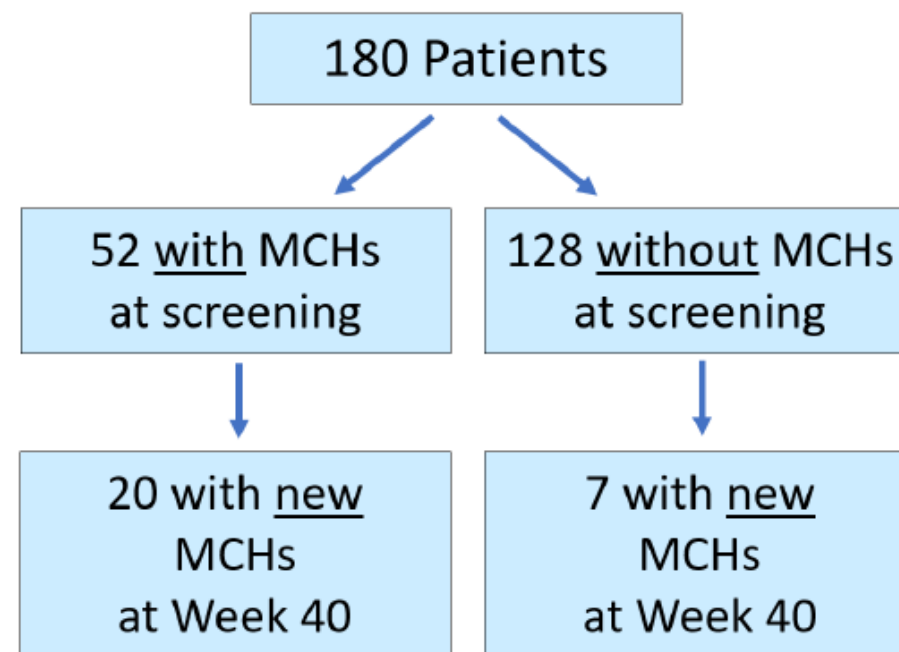 180 Patients
52 with MCHs
at screening
128 without MCHs
at screening
20 with new
MCHs
at Week 40
7 with new
MCHs
at Week 40